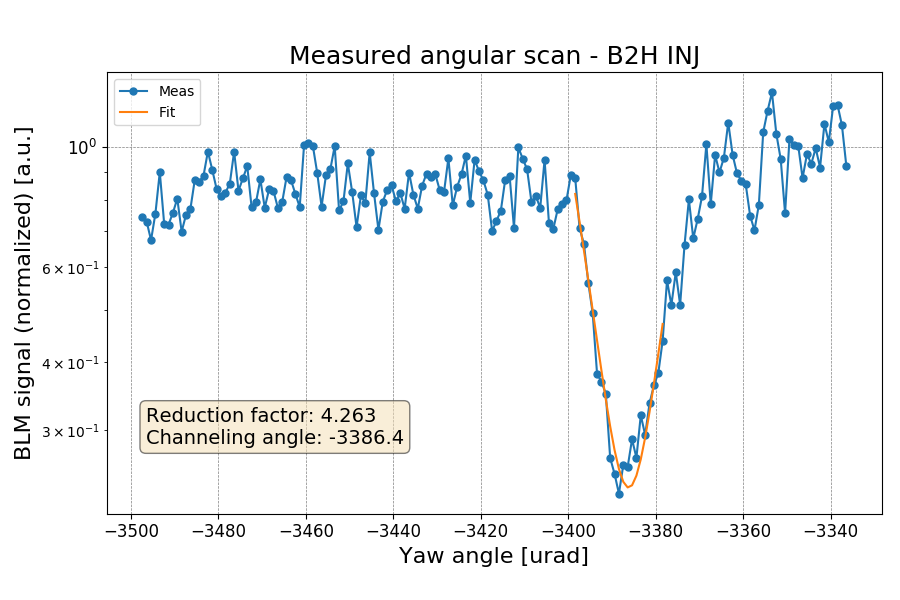 Measured angular scan - B2H INJ
Meas
Fit
BLM signal (normalized) [a.u.]
10⁰
6 × 10⁻¹
4 × 10⁻¹
3 × 10⁻¹
Reduction factor: 4.263
Channeling angle: -3386.4
−3500 −3480 −3460 −3440 −3420 −3400 −3380 −3360 −3340
Yaw angle [urad]